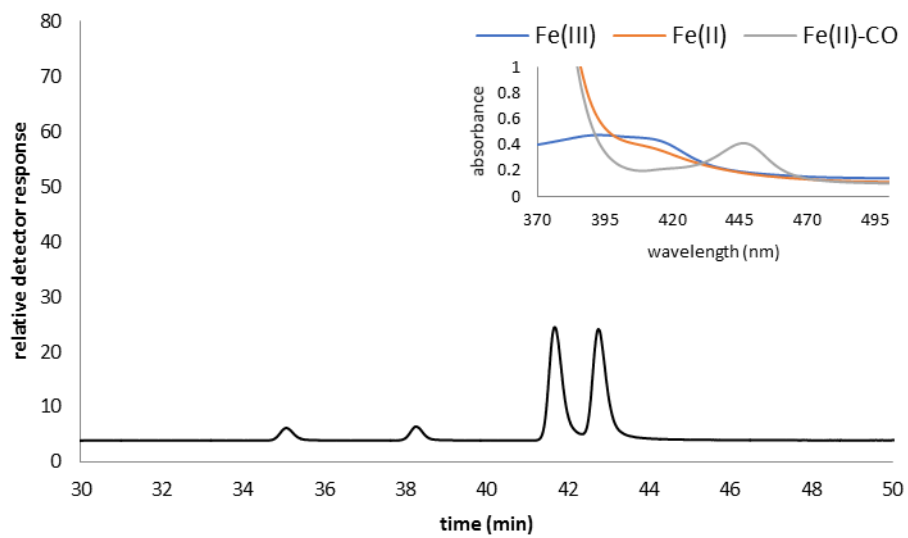 80
70
60
50
40
30
20
10
0
relative detector response
30 32 34 36 38 40 42 44 46 48 50
time (min)
Fe(III) Fe(II) Fe(II)-CO
1
0.8
0.6
0.4
0.2
0
absorbance
370 395 420 445 470 495
wavelength (nm)